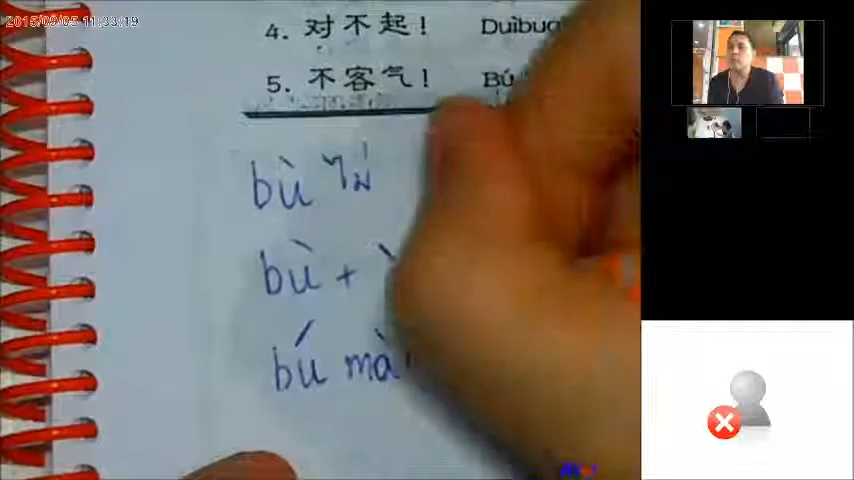 2015/09/05 11:33:19
4. 对不起! Duìbuq
5. 不客气! Bú
bù ไม่
bù + `
bú mà